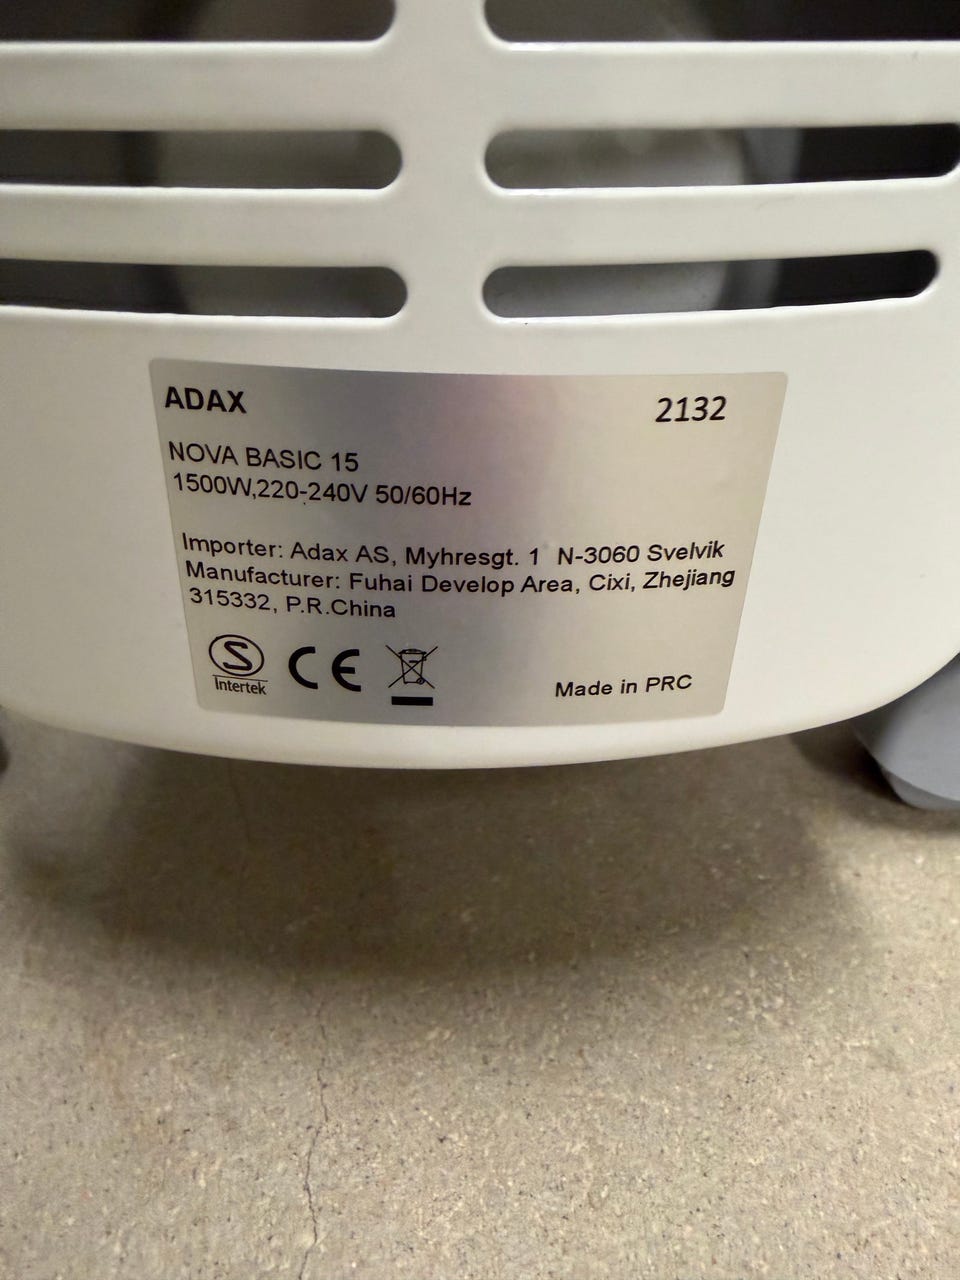 ADAX 2132
NOVA BASIC 15
1500W,220-240V 50/60Hz
Importer: Adax AS, Myhresgt. 1 N-3060 Svelvik
Manufacturer: Fuhai Develop Area, Cixi, Zhejiang
315332, P.R.China
S
Intertek
CE
Made in PRC